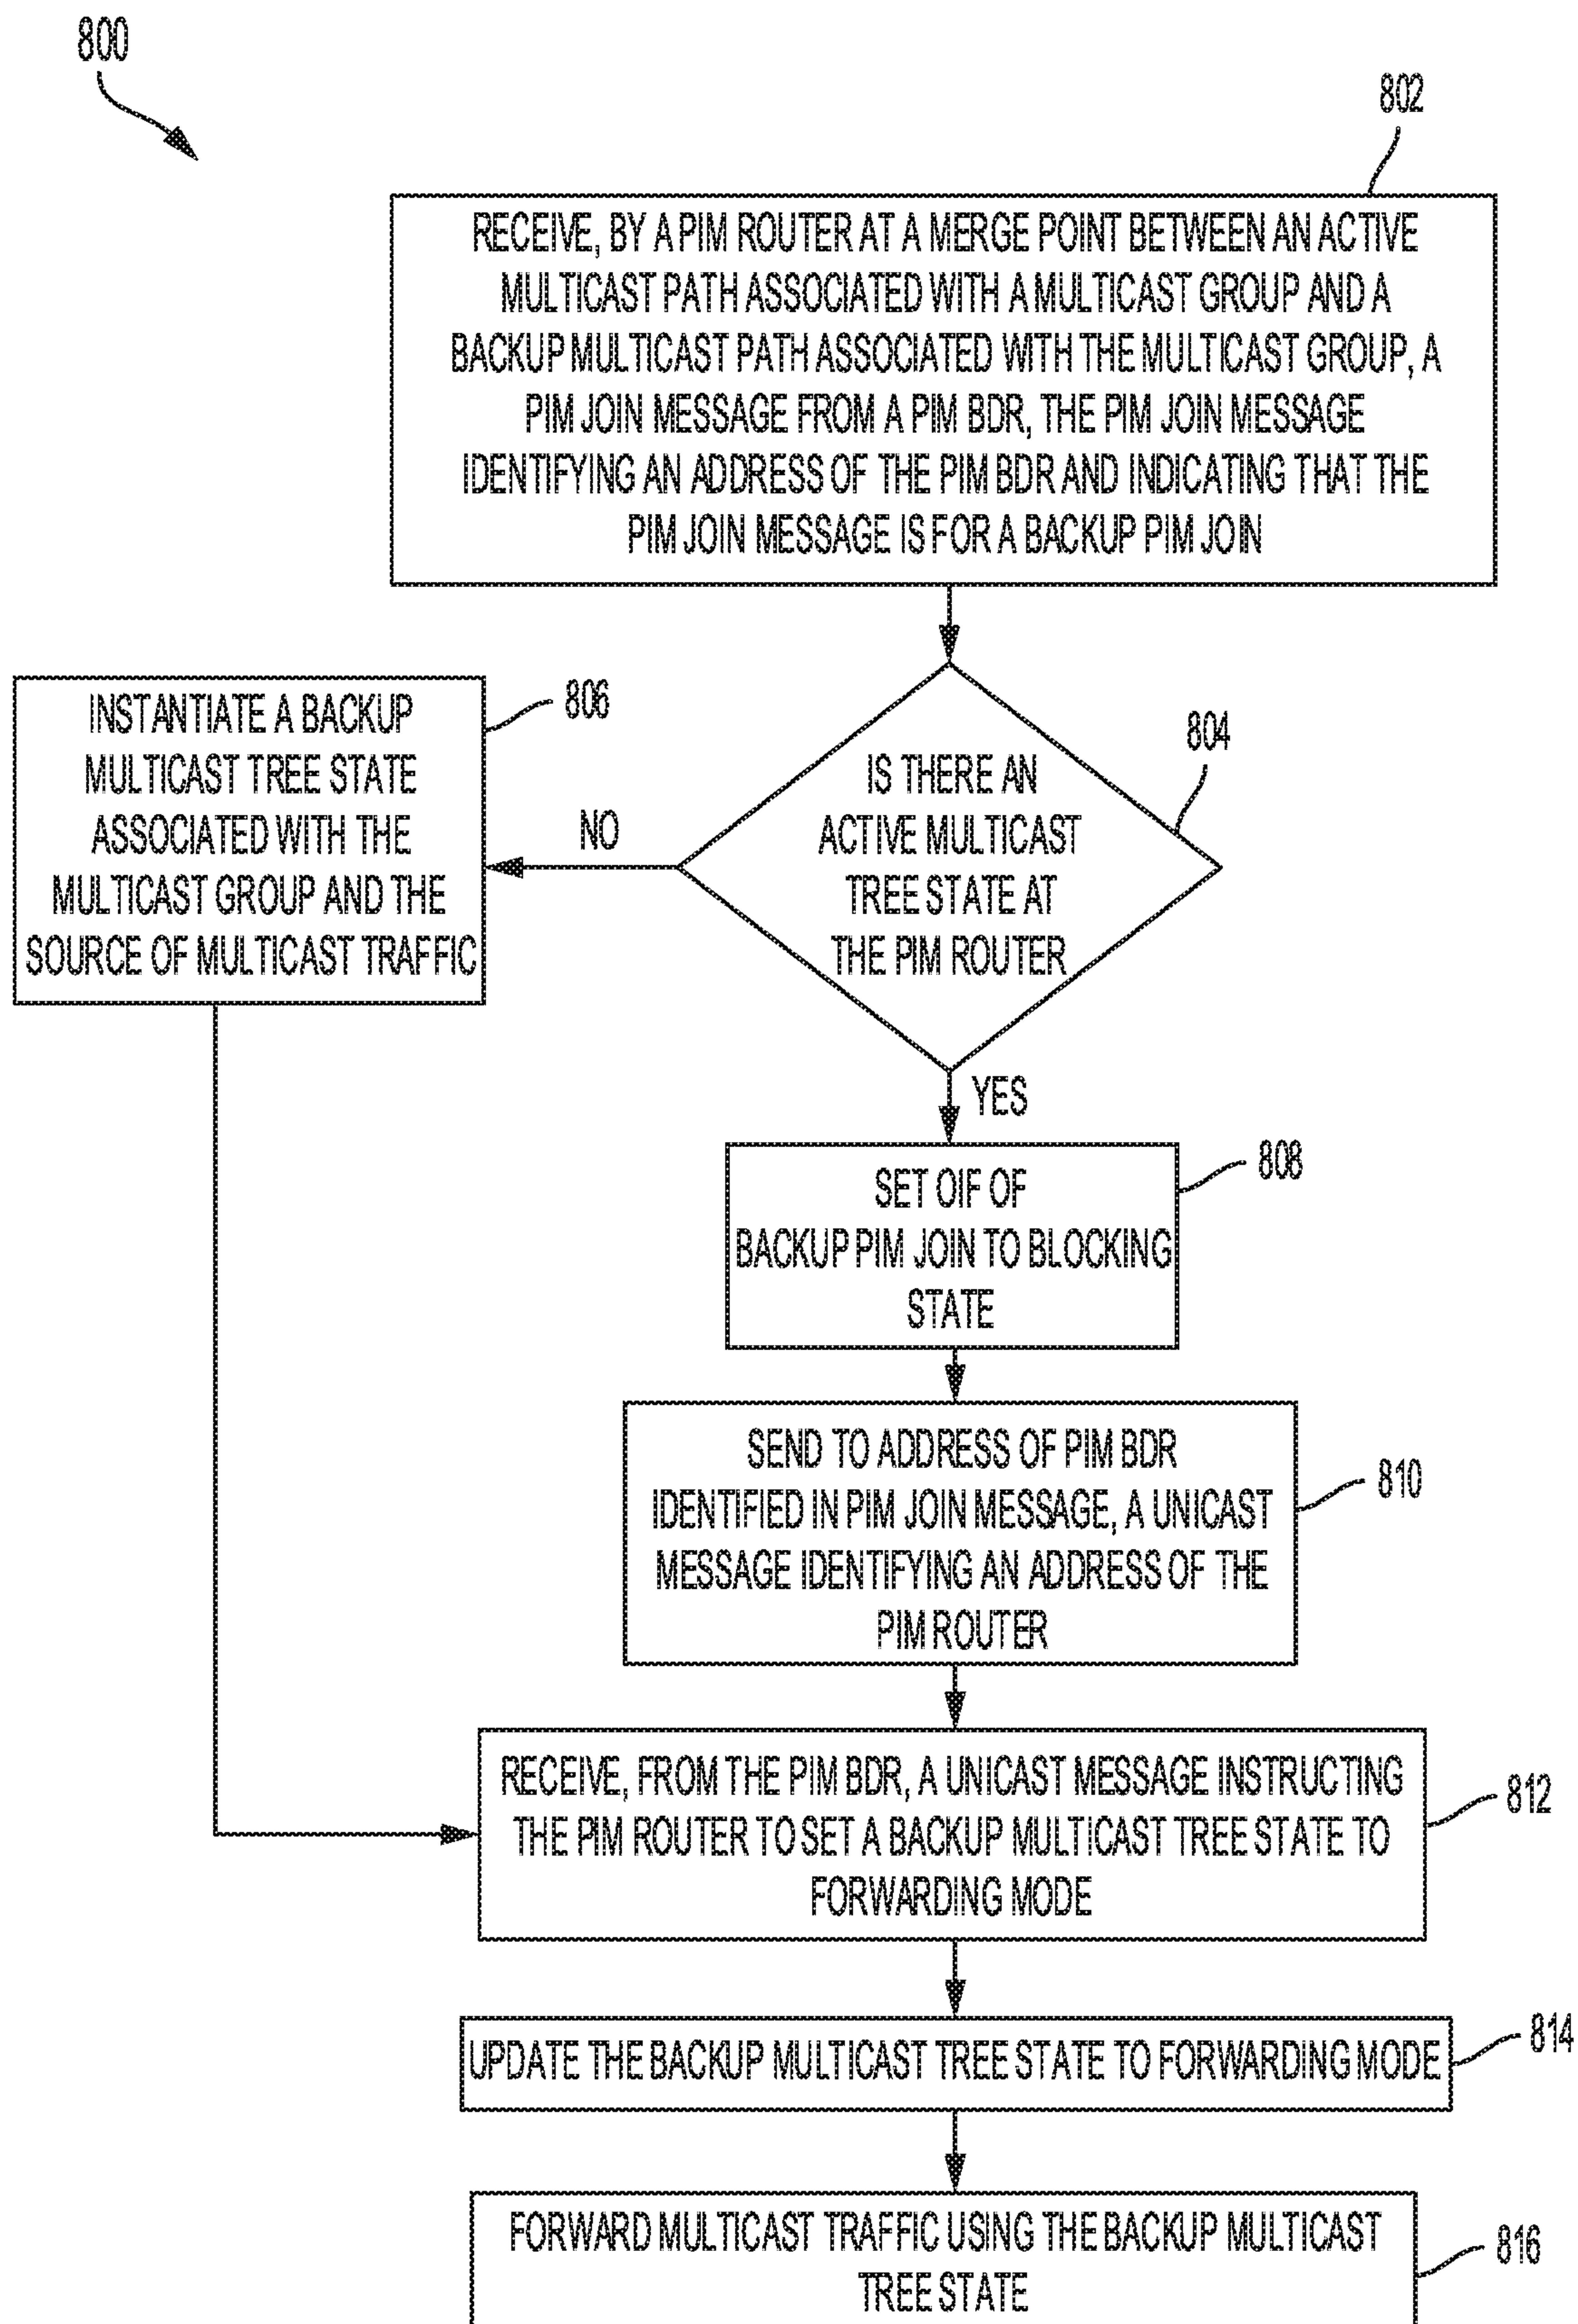 800
802
RECEIVE, BY A PIM ROUTER AT A MERGE POINT BETWEEN AN ACTIVE
MULTICAST PATH ASSOCIATED WITH A MULTICAST GROUP AND A
BACKUP MULTICAST PATH ASSOCIATED WITH THE MULTICAST GROUP, A
PIM JOIN MESSAGE FROM A PIM BDR, THE PIM JOIN MESSAGE
IDENTIFYING AN ADDRESS OF THE PIM BDR AND INDICATING THAT THE
PIM JOIN MESSAGE IS FOR A BACKUP PIM JOIN
804
IS THERE AN
ACTIVE MULTICAST
TREE STATE AT
THE PIM ROUTER
NO
806
INSTANTIATE A BACKUP
MULTICAST TREE STATE
ASSOCIATED WITH THE
MULTICAST GROUP AND THE
SOURCE OF MULTICAST TRAFFIC
YES
808
SET OIF OF
BACKUP PIM JOIN TO BLOCKING
STATE
810
SEND TO ADDRESS OF PIM BDR
IDENTIFIED IN PIM JOIN MESSAGE, A UNICAST
MESSAGE IDENTIFYING AN ADDRESS OF THE
PIM ROUTER
812
RECEIVE, FROM THE PIM BDR, A UNICAST MESSAGE INSTRUCTING
THE PIM ROUTER TO SET A BACKUP MULTICAST TREE STATE TO
FORWARDING MODE
814
UPDATE THE BACKUP MULTICAST TREE STATE TO FORWARDING MODE
816
FORWARD MULTICAST TRAFFIC USING THE BACKUP MULTICAST
TREE STATE